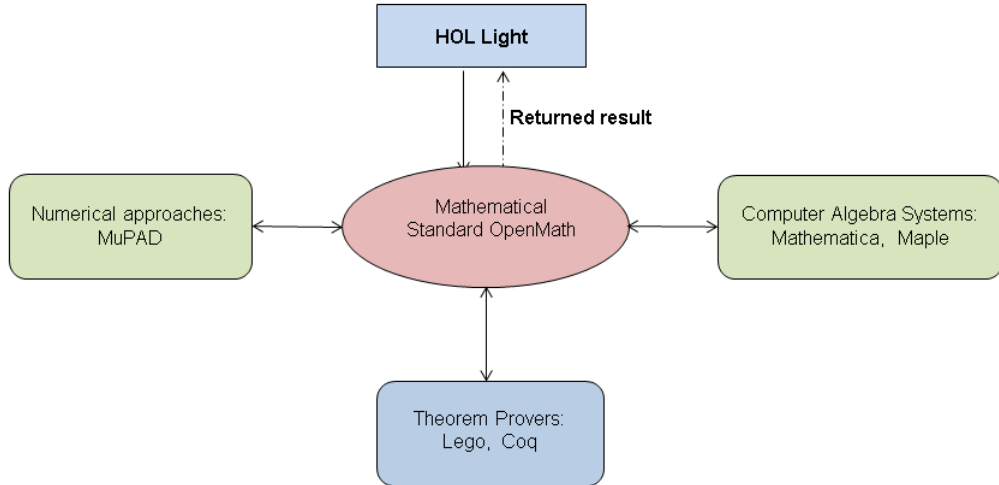 HOL Light
Returned result
Numerical approaches:
MuPAD
Mathematical
Standard OpenMath
Computer Algebra Systems:
Mathematica, Maple
Theorem Provers:
Lego, Coq